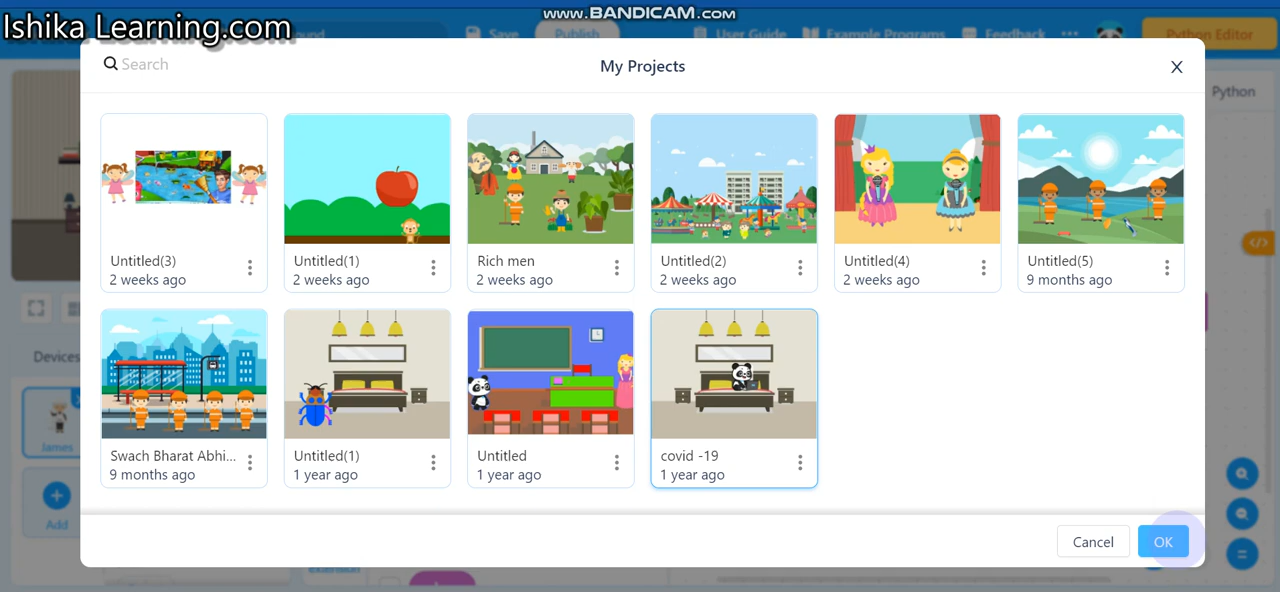 www.BANDICAM.com
Ishika Learning.com
Save
Publish
User Guide
Example Programs
Feedback
Python Editor
Search
My Projects
X
Python
Untitled(3)
2 weeks ago
Untitled(1)
2 weeks ago
Rich men
2 weeks ago
Untitled(2)
2 weeks ago
Untitled(4)
2 weeks ago
Untitled(5)
9 months ago
Devices
James
Add
Swach Bharat Abhi...
9 months ago
Untitled(1)
1 year ago
Untitled
1 year ago
covid -19
1 year ago
Cancel
OK